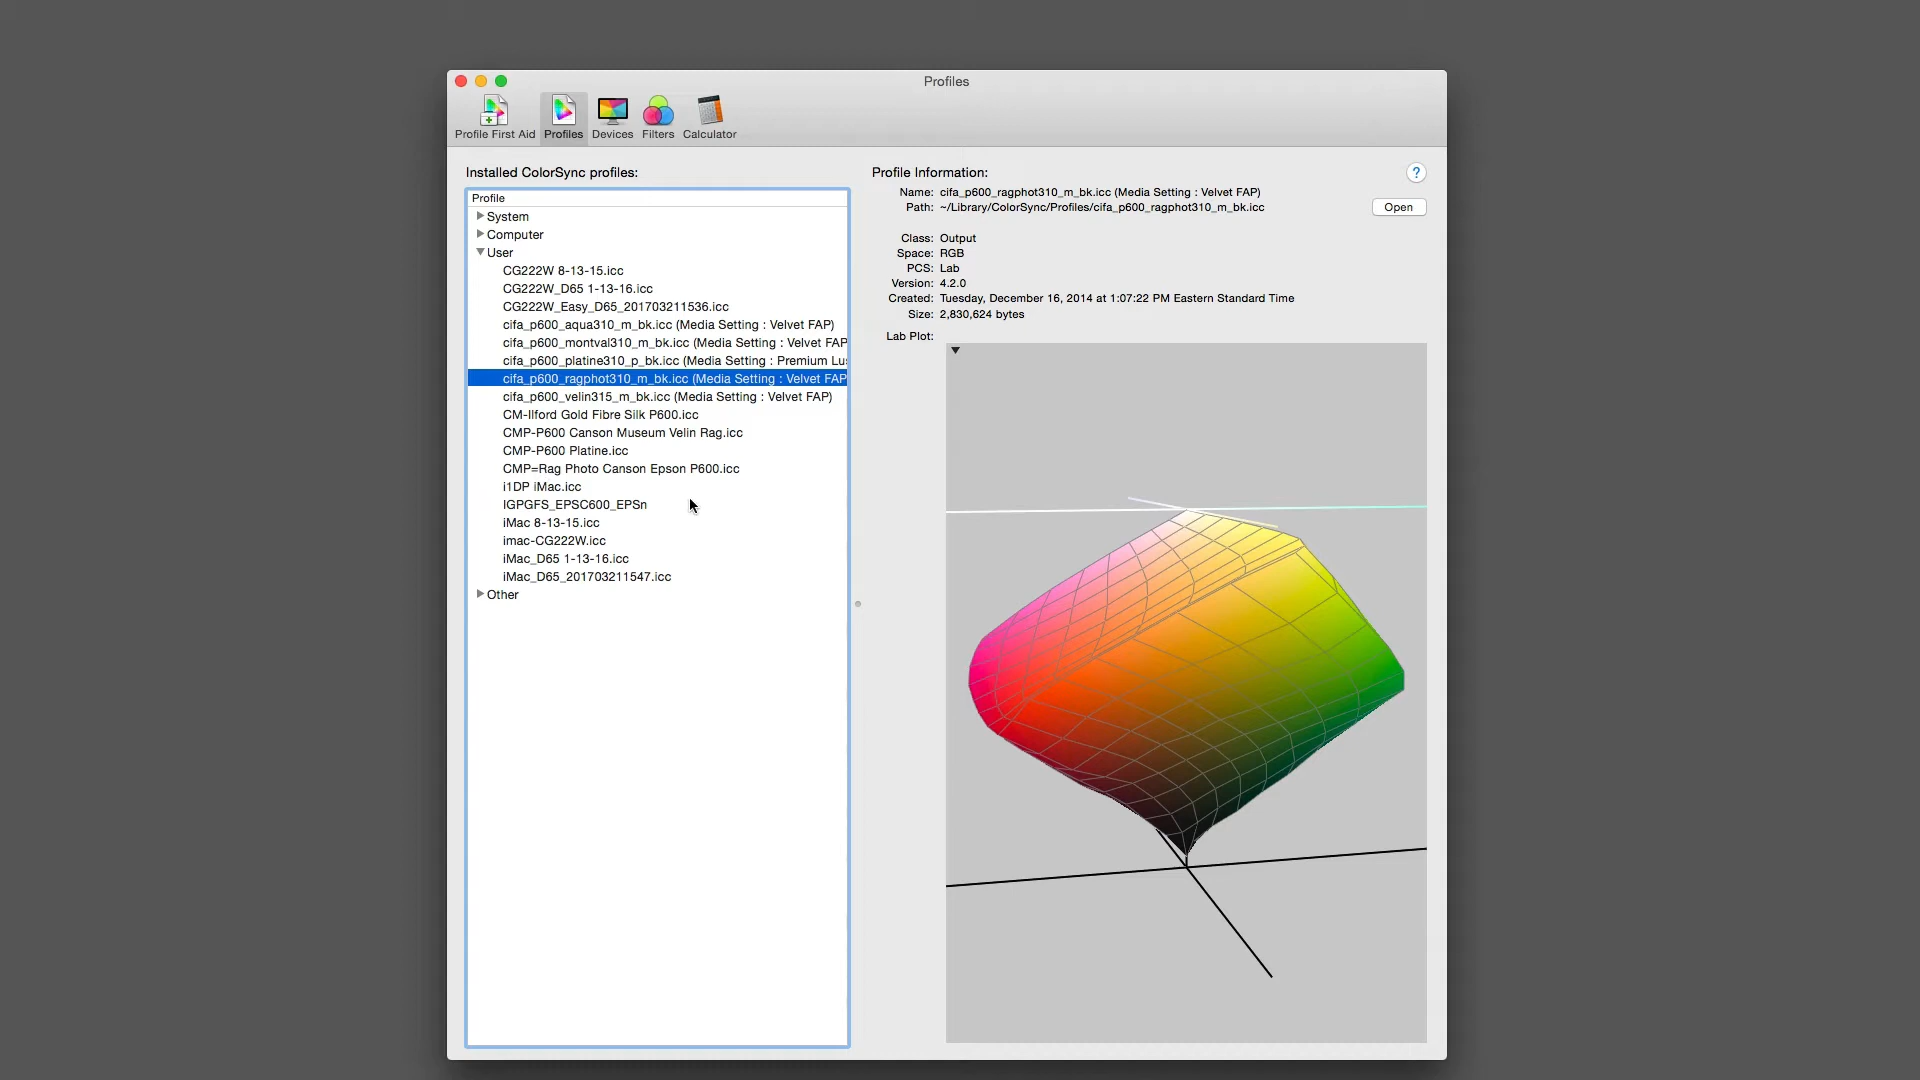 Profiles
Profile First Aid
Profiles
Devices
Filters
Calculator
Installed ColorSync profiles:
Profile
System
Computer
User
CG222W 8-13-15.icc
CG222W_D65 1-13-16.icc
CG222W_Easy_D65_201703211536.icc
cifa_p600_aqua310_m_bk.icc (Media Setting : Velvet FAP)
cifa_p600_montval310_m_bk.icc (Media Setting : Velvet FAP
cifa_p600_platine310_p_bk.icc (Media Setting : Premium Lu
cifa_p600_ragphot310_m_bk.icc (Media Setting : Velvet FAP
cifa_p600_velin315_m_bk.icc (Media Setting : Velvet FAP)
CM-Ilford Gold Fibre Silk P600.icc
CMP-P600 Canson Museum Velin Rag.icc
CMP-P600 Platine.icc
CMP=Rag Photo Canson Epson P600.icc
i1DP iMac.icc
IGPGFS_EPSC600_EPSn
iMac 8-13-15.icc
imac-CG222W.icc
iMac_D65 1-13-16.icc
iMac_D65_201703211547.icc
Other
Profile Information:
?
Name: cifa_p600_ragphot310_m_bk.icc (Media Setting : Velvet FAP)
Path: ~/Library/ColorSync/Profiles/cifa_p600_ragphot310_m_bk.icc
Open
Class: Output
Space: RGB
PCS: Lab
Version: 4.2.0
Created: Tuesday, December 16, 2014 at 1:07:22 PM Eastern Standard Time
Size: 2,830,624 bytes
Lab Plot: